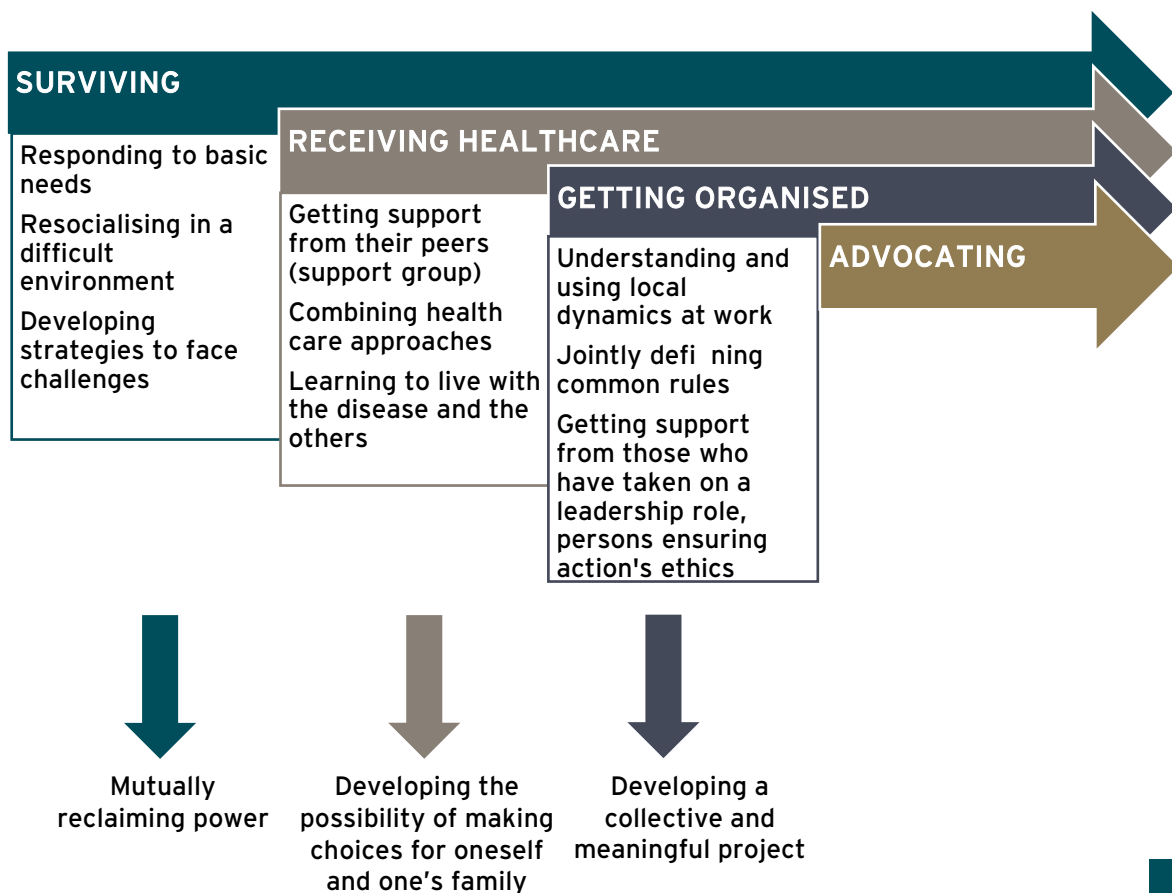 SURVIVING
Responding to basic
needs
Resocialising in a
difficult
environment
Developing
strategies to face
challenges
RECEIVING HEALTHCARE
Getting support
from their peers
(support group)
Combining health
care approaches
Learning to live with
the disease and the
others
GETTING ORGANISED
Understanding and
using local
dynamics at work
Jointly defi ning
common rules
Getting support
from those who
have taken on a
leadership role,
persons ensuring
action's ethics
ADVOCATING
Mutually
reclaiming power
Developing the
possibility of making
choices for oneself
and one’s family
Developing a
collective and
meaningful project